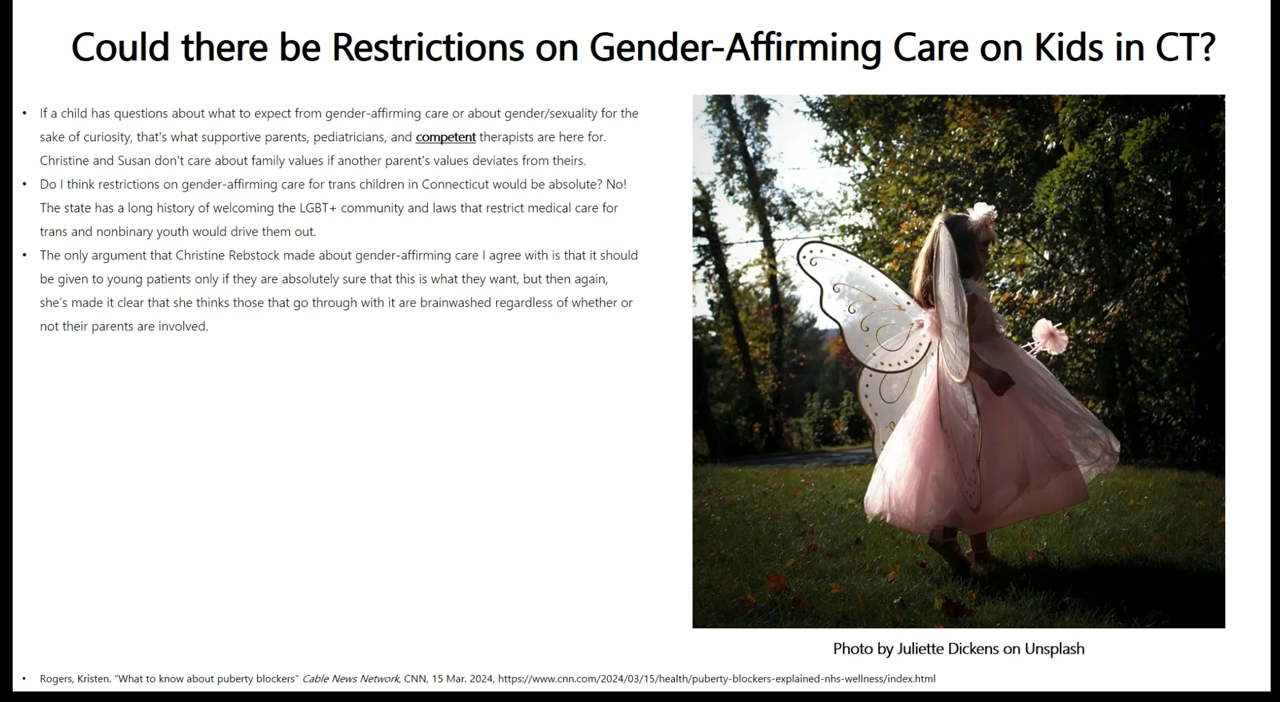 Could there be Restrictions on Gender-Affirming Care on Kids in CT?
• If a child has questions about what to expect from gender-affirming care or about gender/sexuality for the
sake of curiosity, that's what supportive parents, pediatricians, and competent therapists are here for.
Christine and Susan don't care about family values if another parent's values deviates from theirs.
• Do I think restrictions on gender-affirming care for trans children in Connecticut would be absolute? No!
The state has a long history of welcoming the LGBT+ community and laws that restrict medical care for
trans and nonbinary youth would drive them out.
• The only argument that Christine Rebstock made about gender-affirming care I agree with is that it should
be given to young patients only if they are absolutely sure that this is what they want, but then again,
she's made it clear that she thinks those that go through with it are brainwashed regardless of whether or
not their parents are involved.
Photo by Juliette Dickens on Unsplash
• Rogers, Kristen. "What to know about puberty blockers" Cable News Network, CNN, 15 Mar. 2024, https://www.cnn.com/2024/03/15/health/puberty-blockers-explained-nhs-wellness/index.html